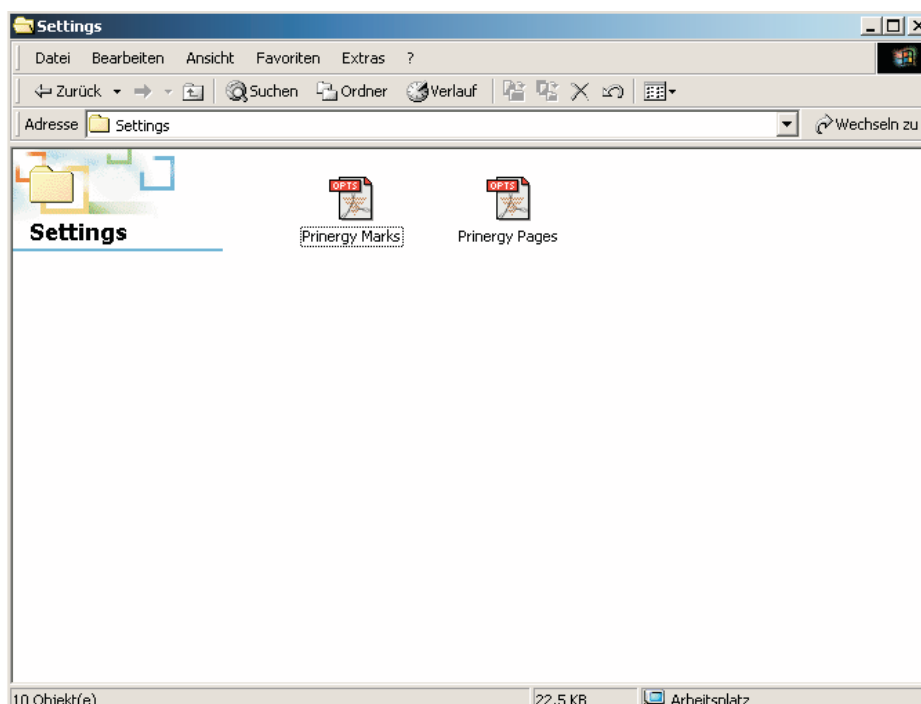 Settings
Datei Bearbeiten Ansicht Favoriten Extras ?
Zurück Suchen Ordner Verlauf
Adresse Settings Wechseln zu
Settings
OPTS OPTS
Prinergy Marks Prinergy Pages
10 Objekt(e) 22,5 KB Arbeitsplatz